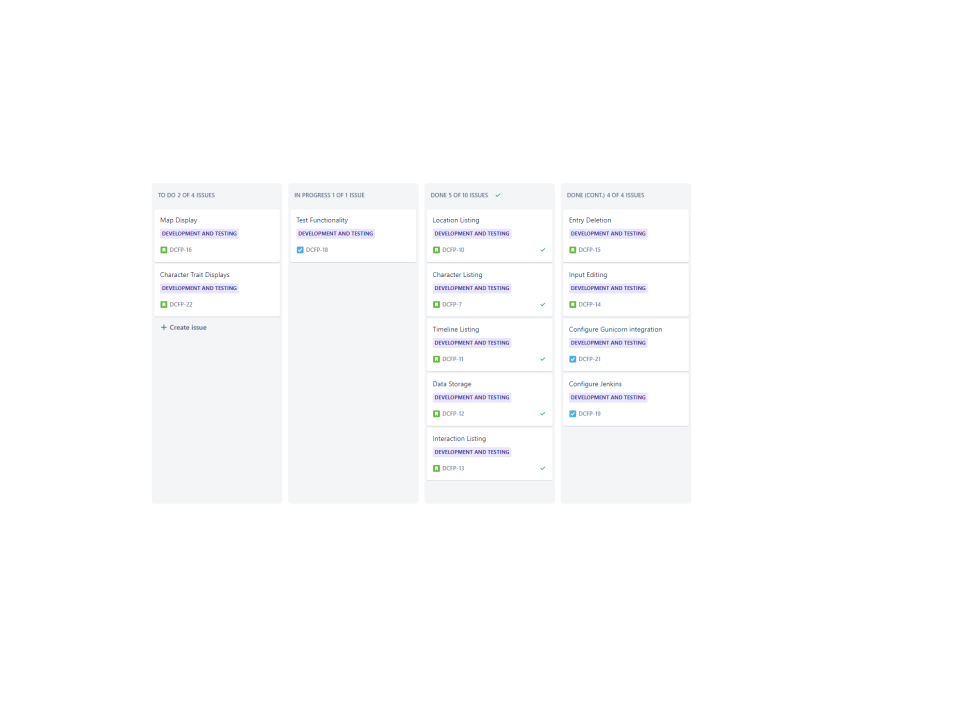 TO DO 2 OF 4 ISSUES
Map Display
DEVELOPMENT AND TESTING
DCFP-16
Character Trait Displays
DEVELOPMENT AND TESTING
DCFP-22
+ Create issue
IN PROGRESS 1 OF 1 ISSUE
Test Functionality
DEVELOPMENT AND TESTING
DCFP-18
DONE 5 OF 10 ISSUES
Location Listing
DEVELOPMENT AND TESTING
DCFP-10
Character Listing
DEVELOPMENT AND TESTING
DCFP-7
Timeline Listing
DEVELOPMENT AND TESTING
DCFP-11
Data Storage
DEVELOPMENT AND TESTING
DCFP-12
Interaction Listing
DEVELOPMENT AND TESTING
DCFP-13
DONE (CONT.) 4 OF 4 ISSUES
Entry Deletion
DEVELOPMENT AND TESTING
DCFP-15
Input Editing
DEVELOPMENT AND TESTING
DCFP-14
Configure Gunicorn integration
DEVELOPMENT AND TESTING
DCFP-21
Configure Jenkins
DEVELOPMENT AND TESTING
DCFP-19